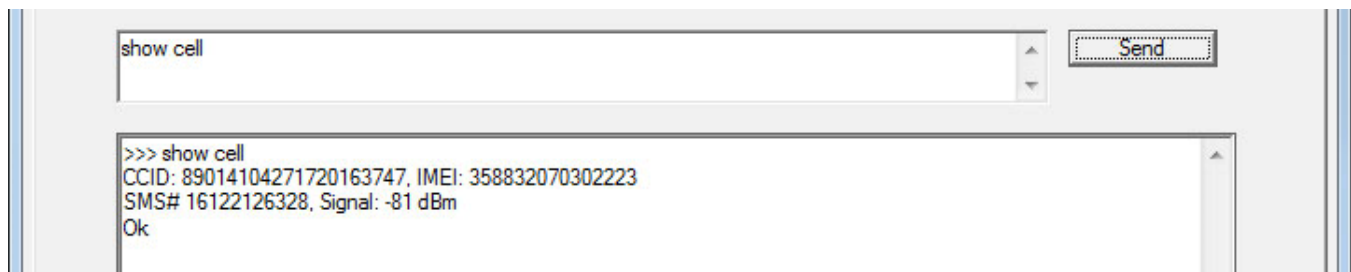 show cell
Send
>>> show cell
CCID: 89014104271720163747, IMEI: 358832070302223
SMS# 16122126328, Signal: -81 dBm
Ok